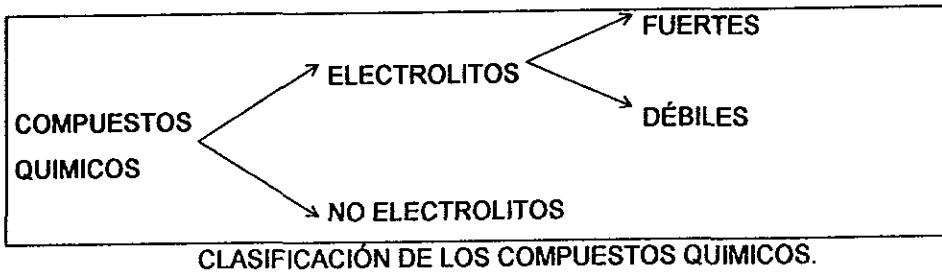 FUERTES
ELECTROLITOS
DÉBILES
COMPUESTOS
QUIMICOS
NO ELECTROLITOS
CLASIFICACIÓN DE LOS COMPUESTOS QUIMICOS.